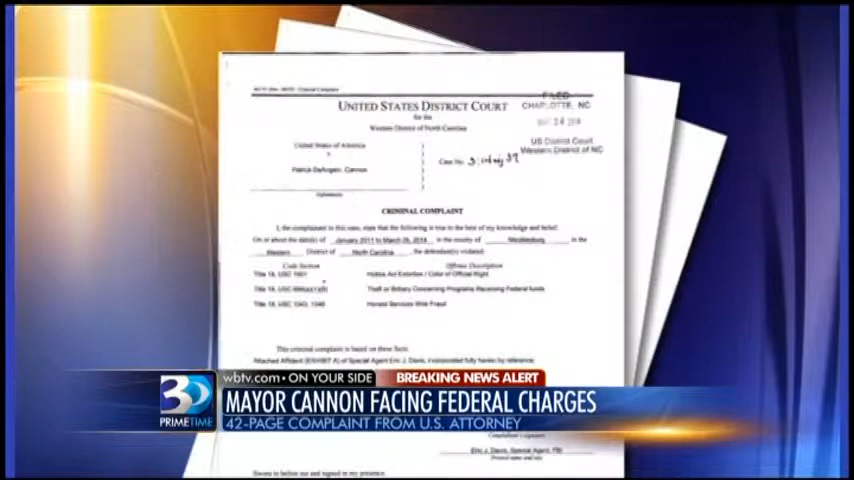 UNITED STATES DISTRICT COURT
for the
Western District of North Carolina
FILED
CHARLOTTE, NC
US District Court
Western District of NC
United States of America
v.
Patrick DeAngelo, Cannon
Case No.
Defendant(s)
CRIMINAL COMPLAINT
I, the complainant in this case, state that the following is true to the best of my knowledge and belief.
On or about the date(s) of January 2011 to March 26, 2014 in the county of Mecklenburg in the
Western District of North Carolina, the defendant(s) violated:
Code Section Offense Description
Title 18, USC 1951 Hobbs Act Extortion / Color of Official Right
Title 18, USC Theft or Bribery Concerning Programs Receiving Federal funds
Title 18, USC 1343, 1346 Honest Services Wire Fraud
This criminal complaint is based on these facts:
Attached Affidavit (EXHIBIT A) of Special Agent Eric J. Davis, incorporated fully herein by reference.
wbtv.com • ON YOUR SIDE
BREAKING NEWS ALERT
3
PRIMETIME
MAYOR CANNON FACING FEDERAL CHARGES
42-PAGE COMPLAINT FROM U.S. ATTORNEY
Complainant's signature
Eric J. Davis, Special Agent, FBI
Printed name and title
Sworn to before me and signed in my presence.